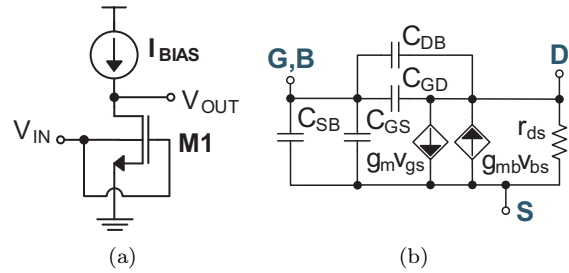 I_BIAS
V_OUT
V_IN
M1
(a)
G,B
D
C_DB
C_GD
C_SB
C_GS
g_mv_gs
g_mbv_bs
r_ds
S
(b)